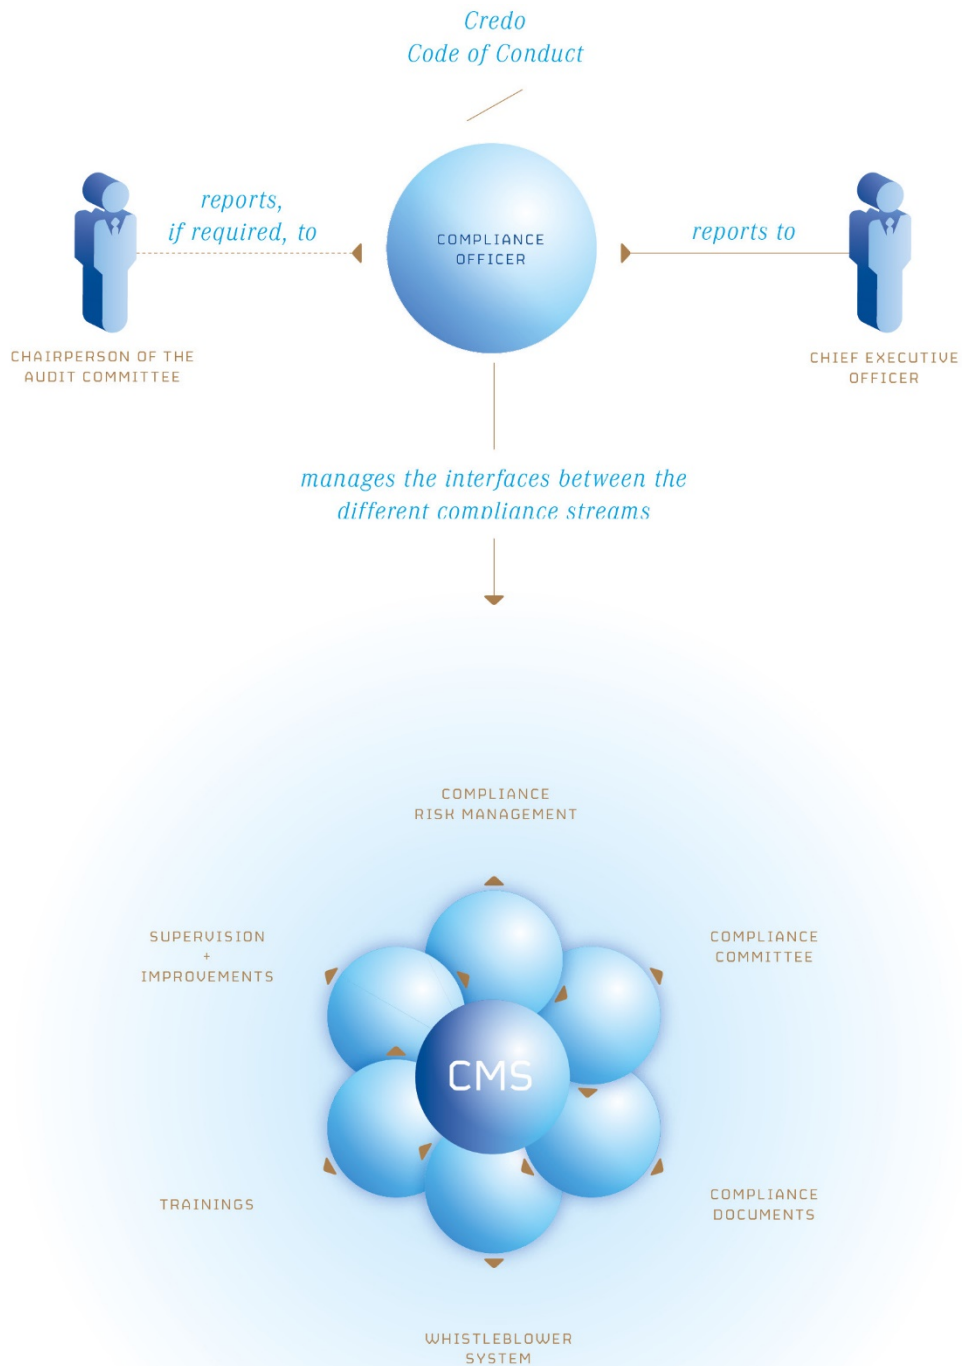 Credo
Code of Conduct
reports,
if required, to
COMPLIANCE
OFFICER
reports to
CHAIRPERSON OF THE
AUDIT COMMITTEE
CHIEF EXECUTIVE
OFFICER
manages the interfaces between the
different compliance streams
COMPLIANCE
RISK MANAGEMENT
SUPERVISION
+
IMPROVEMENTS
COMPLIANCE
COMMITTEE
CMS
TRAININGS
COMPLIANCE
DOCUMENTS
WHISTLEBLOWER
SYSTEM